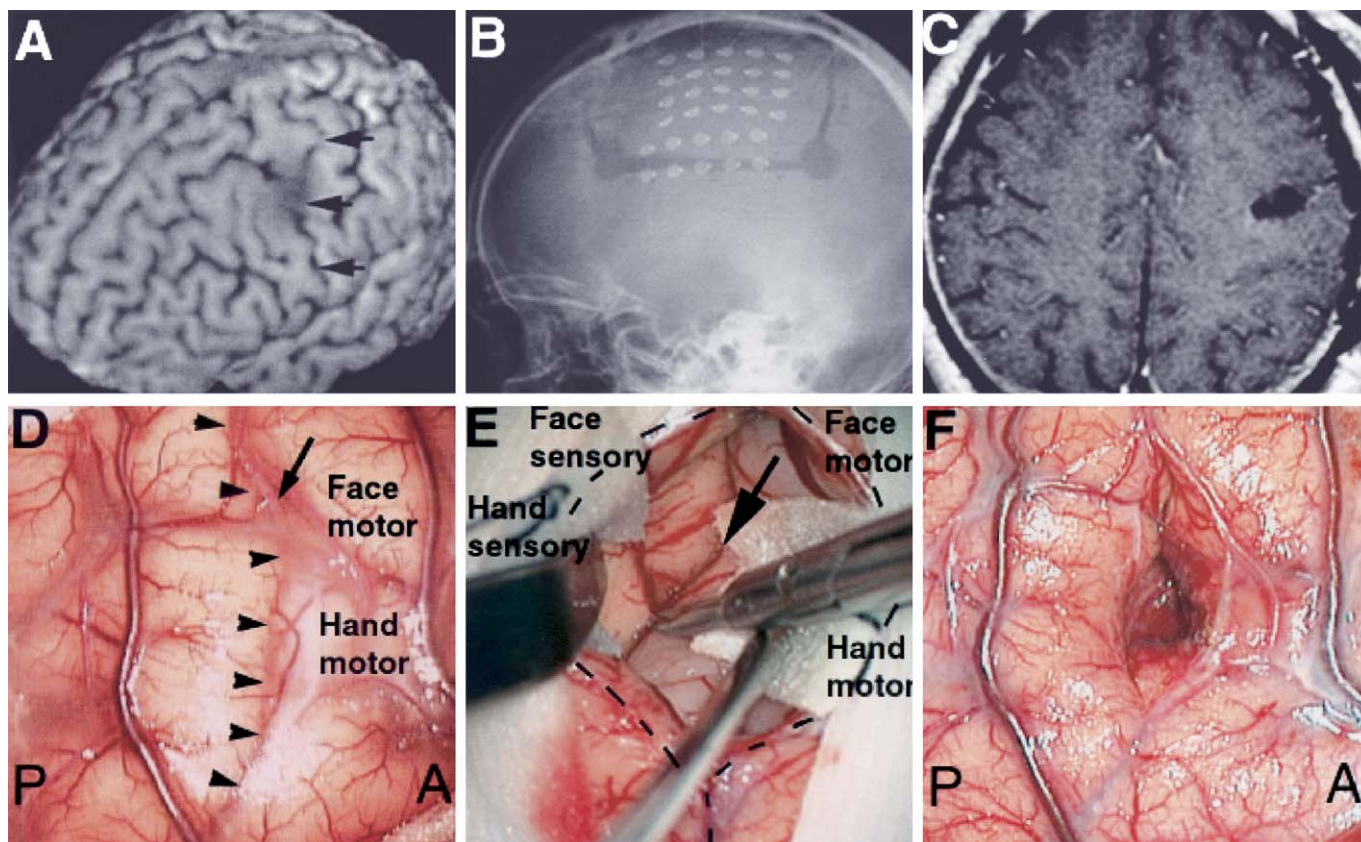 A
B
C
D
Face
motor
Hand
motor
P
A
E
Face
sensory
Face
motor
Hand
sensory
Hand
motor
F
P
A